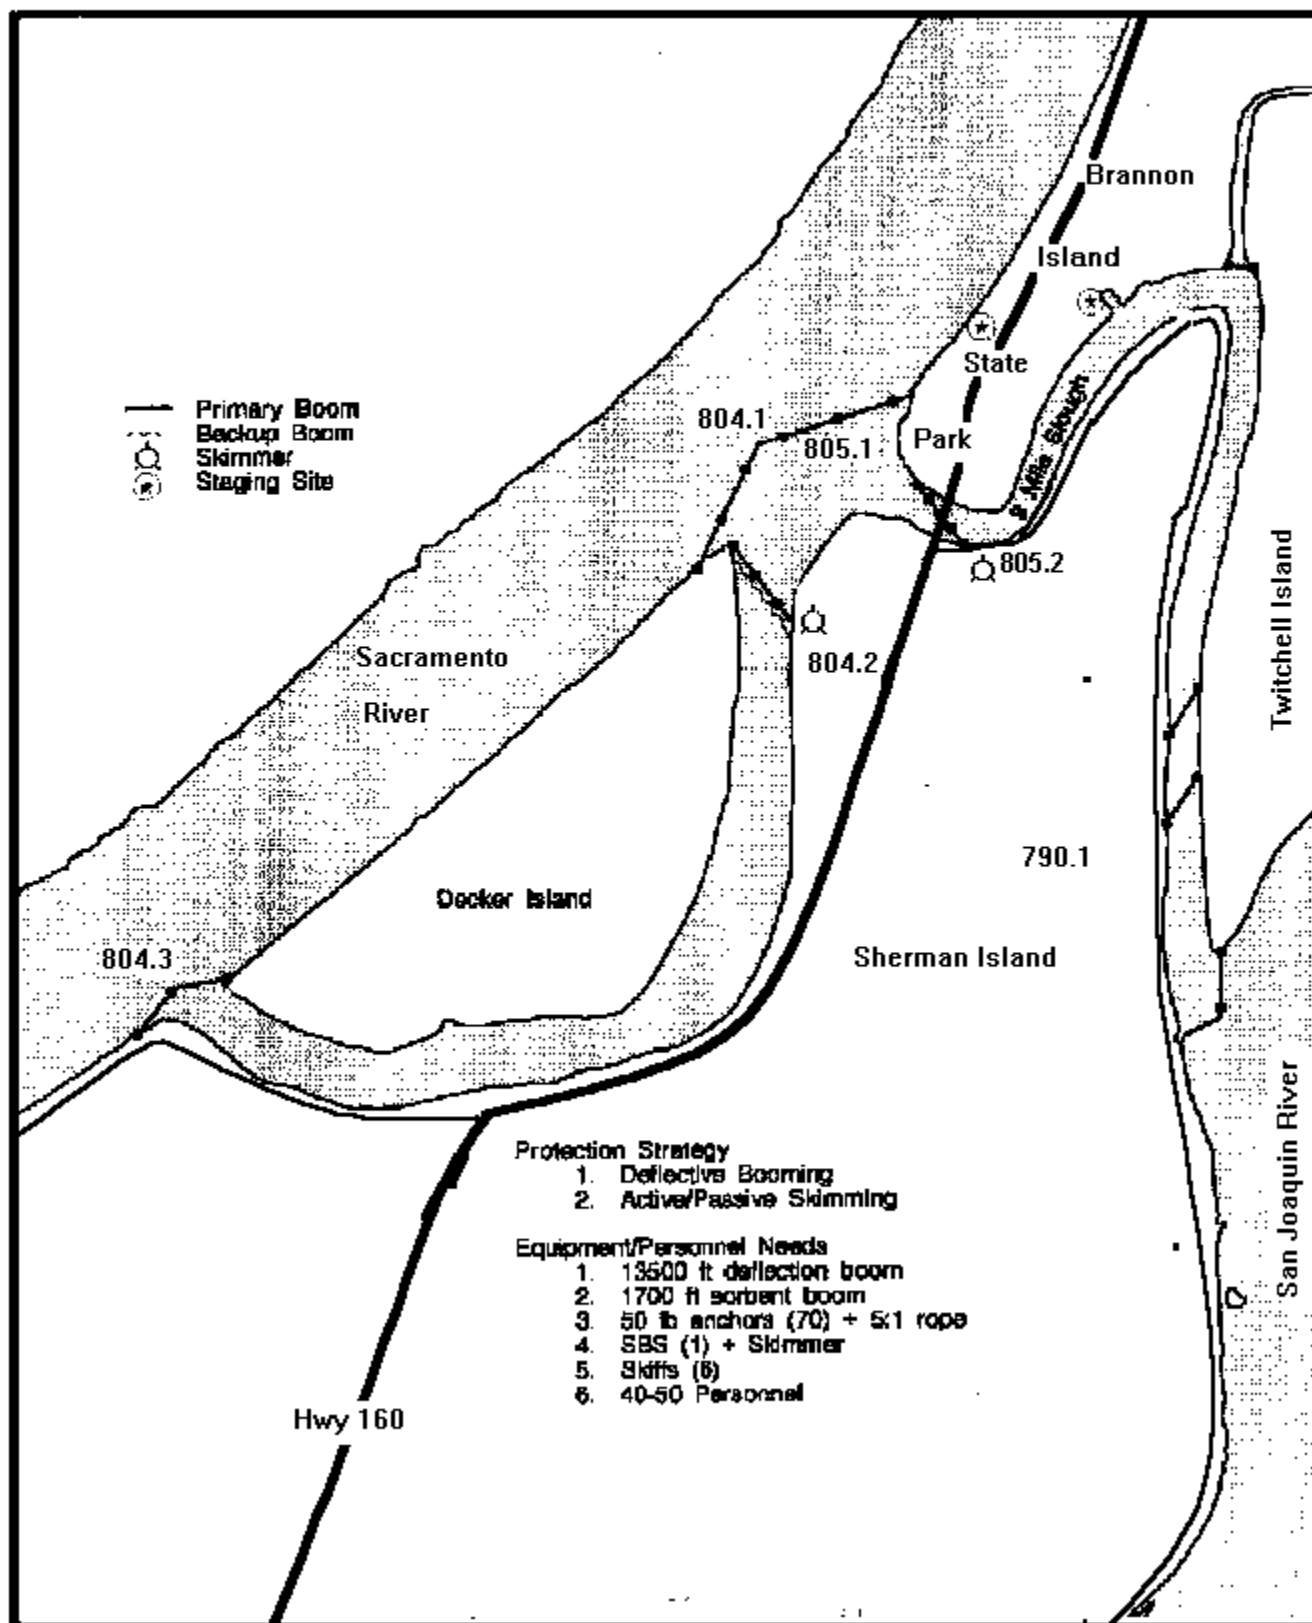 Brannon
Island
State
Park
Primary Boom
Backup Boom
Skimmer
Staging Site
804.1
805.1
3 Mile Slough
805.2
Twitchell Island
804.2
Sacramento
River
790.1
Decker Island
804.3
Sherman Island
San Joaquin River
Protection Strategy
1. Deflective Booming
2. Active/Passive Skimming
Equipment/Personnel Needs
1. 13500 ft deflection boom
2. 1700 ft sorbent boom
3. 50 lb anchors (70) + 5:1 rope
4. SBS (1) + Skimmer
5. Skiffs (6)
6. 40-50 Personnel
Hwy 160